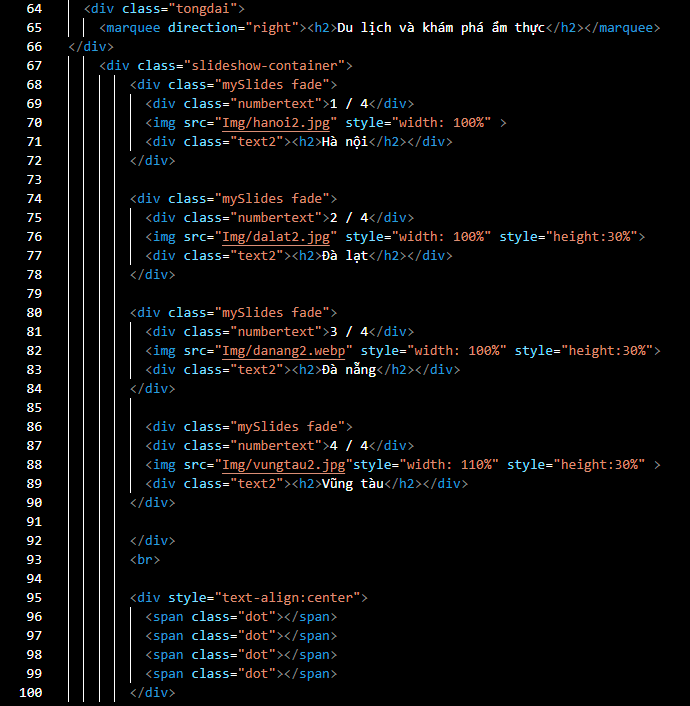 64 <div class="tongdai">
65 <marquee direction="right"><h2>Du lịch và khám phá ẩm thực</h2></marquee>
66 </div>
67 <div class="slideshow-container">
68 <div class="mySlides fade">
69 <div class="numbertext">1 / 4</div>
70 <img src="Img/hanoi2.jpg" style="width: 100%" >
71 <div class="text2"><h2>Hà nội</h2></div>
72 </div>
73
74 <div class="mySlides fade">
75 <div class="numbertext">2 / 4</div>
76 <img src="Img/dalat2.jpg" style="width: 100%" style="height:30%">
77 <div class="text2"><h2>Đà lạt</h2></div>
78 </div>
79
80 <div class="mySlides fade">
81 <div class="numbertext">3 / 4</div>
82 <img src="Img/danang2.webp" style="width: 100%" style="height:30%">
83 <div class="text2"><h2>Đà nẵng</h2></div>
84 </div>
85
86 <div class="mySlides fade">
87 <div class="numbertext">4 / 4</div>
88 <img src="Img/vungtau2.jpg"style="width: 110%" style="height:30%" >
89 <div class="text2"><h2>Vũng tàu</h2></div>
90 </div>
91
92 </div>
93 <br>
94
95 <div style="text-align:center">
96 <span class="dot"></span>
97 <span class="dot"></span>
98 <span class="dot"></span>
99 <span class="dot"></span>
100 </div>